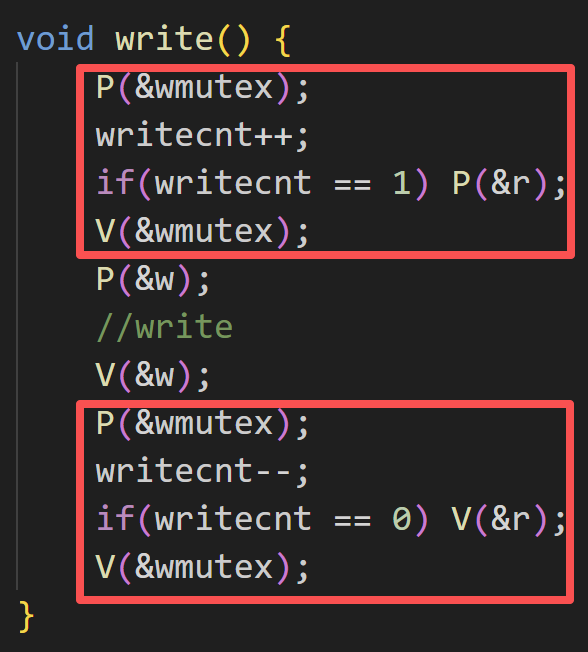 void write() {
P(&wmutex);
writecnt++;
if(writecnt == 1) P(&r);
V(&wmutex);
P(&w);
//write
V(&w);
P(&wmutex);
writecnt--;
if(writecnt == 0) V(&r);
V(&wmutex);
}